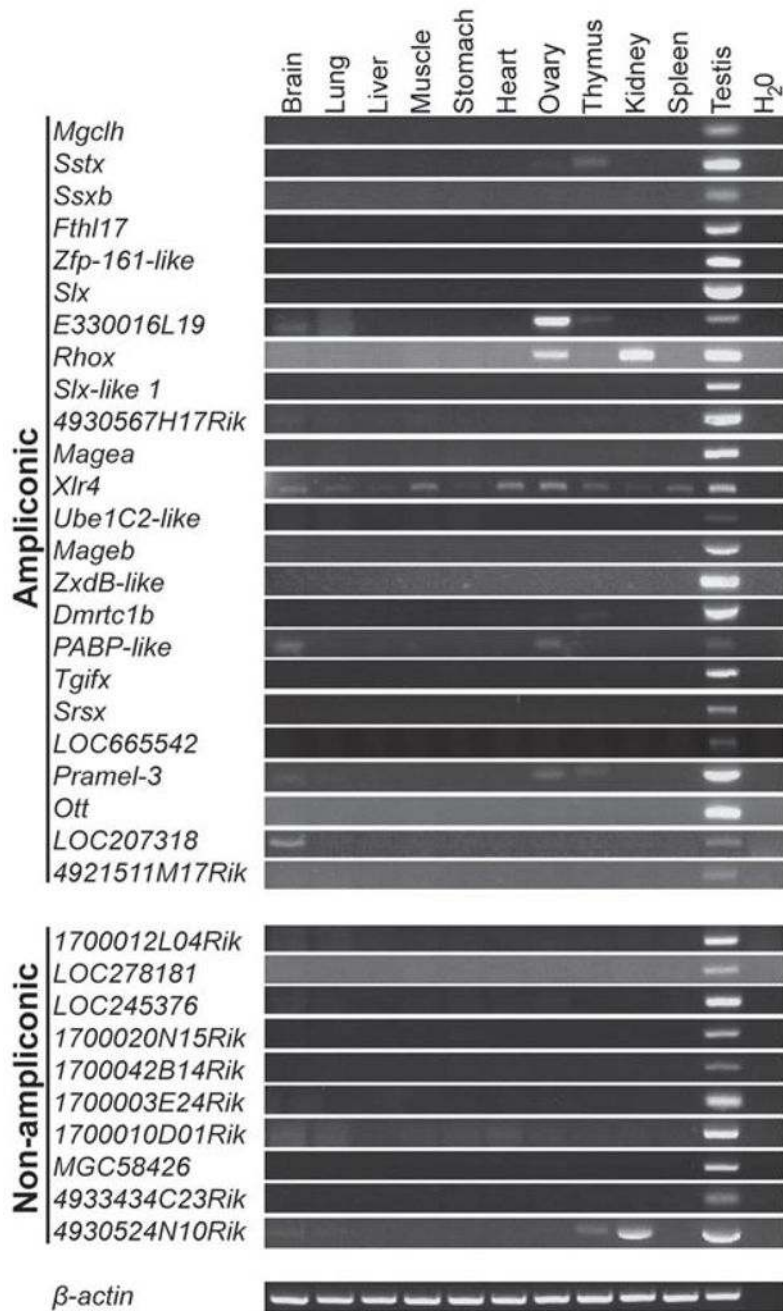 Brain Lung Liver Muscle Stomach Heart Ovary Thymus Kidney Spleen Testis H₂0
Ampliconic
Mgclh
Sstx
Ssxb
Fthl17
Zfp-161-like
Slx
E330016L19
Rhox
Slx-like 1
4930567H17Rik
Magea
Xlr4
Ube1C2-like
Mageb
ZxdB-like
Dmrtc1b
PABP-like
Tgifx
Srsx
LOC665542
Pramel-3
Ott
LOC207318
4921511M17Rik
Non-ampliconic
1700012L04Rik
LOC278181
LOC245376
1700020N15Rik
1700042B14Rik
1700003E24Rik
1700010D01Rik
MGC58426
4933434C23Rik
4930524N10Rik
β-actin